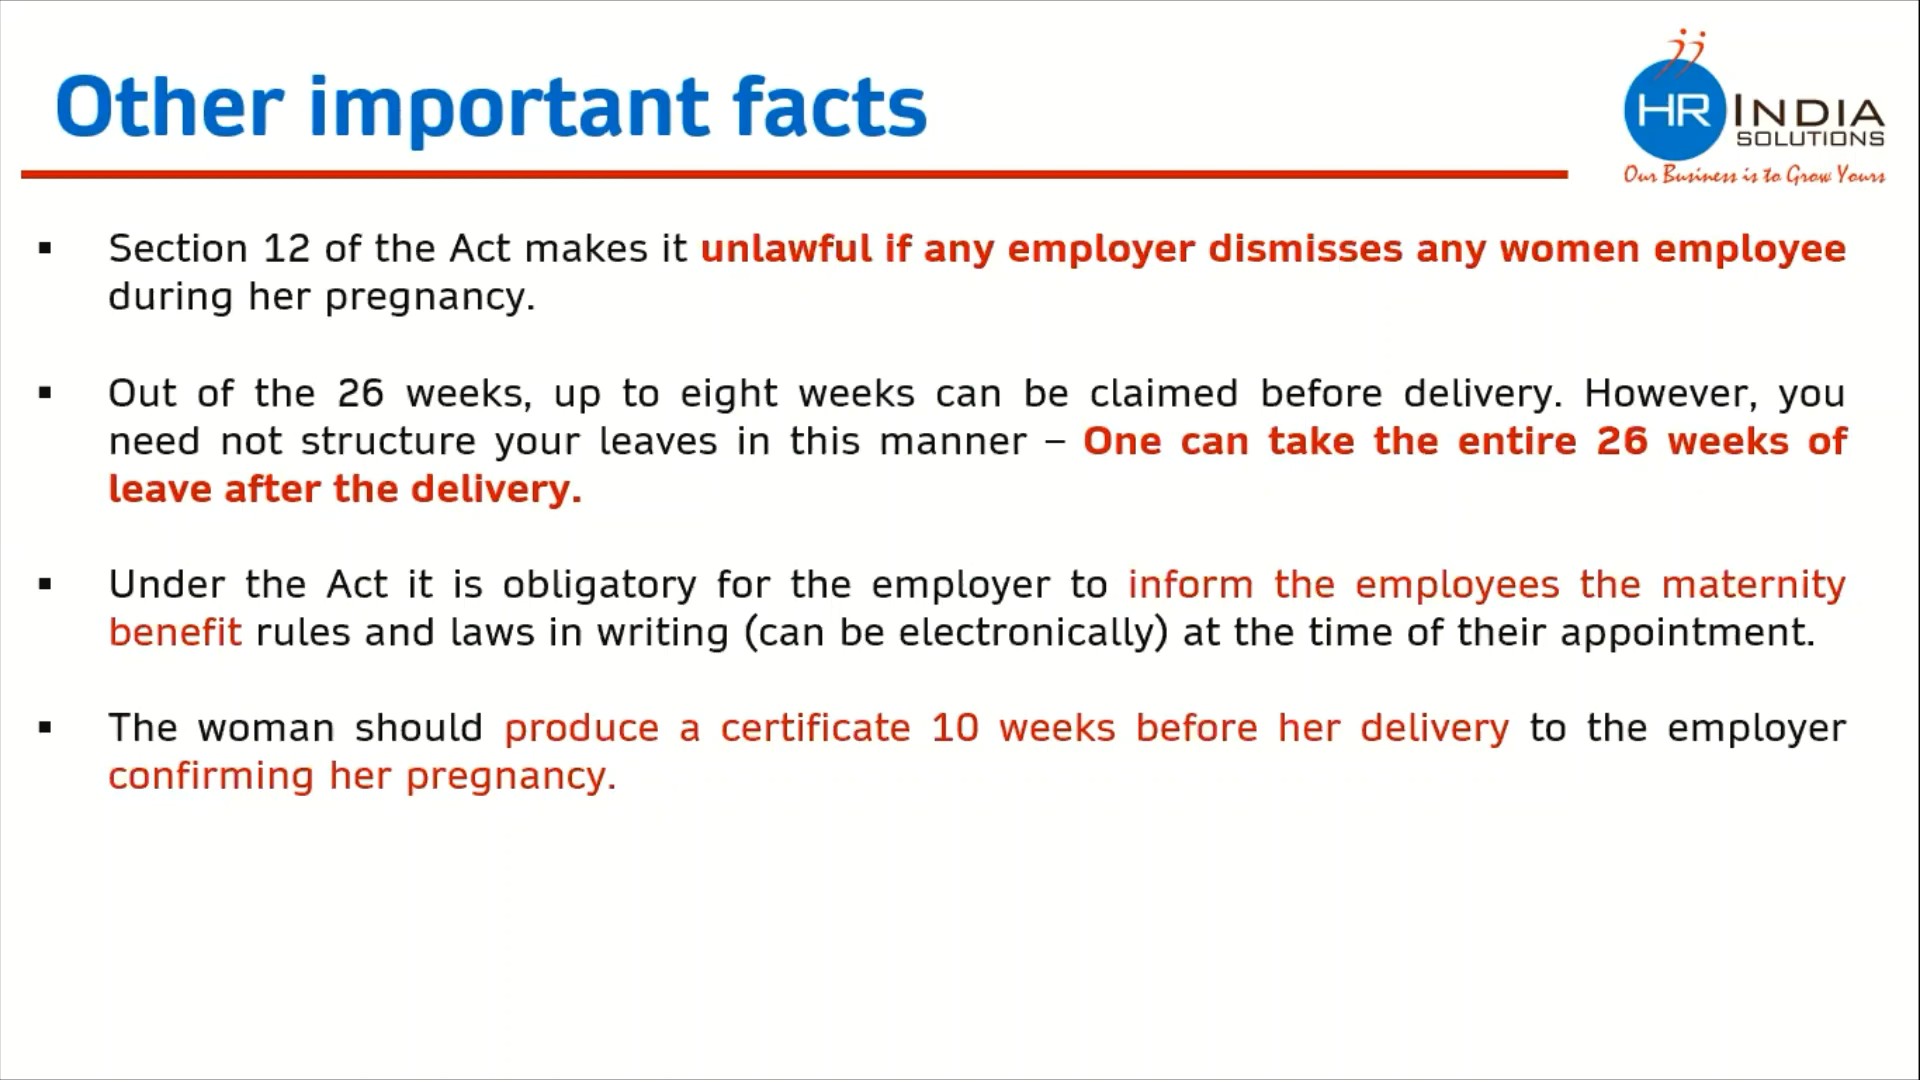 Other important facts
HR INDIA
SOLUTIONS
Our Business is to Grow Yours
▪ Section 12 of the Act makes it unlawful if any employer dismisses any women employee
during her pregnancy.
▪ Out of the 26 weeks, up to eight weeks can be claimed before delivery. However, you
need not structure your leaves in this manner – One can take the entire 26 weeks of
leave after the delivery.
▪ Under the Act it is obligatory for the employer to inform the employees the maternity
benefit rules and laws in writing (can be electronically) at the time of their appointment.
▪ The woman should produce a certificate 10 weeks before her delivery to the employer
confirming her pregnancy.